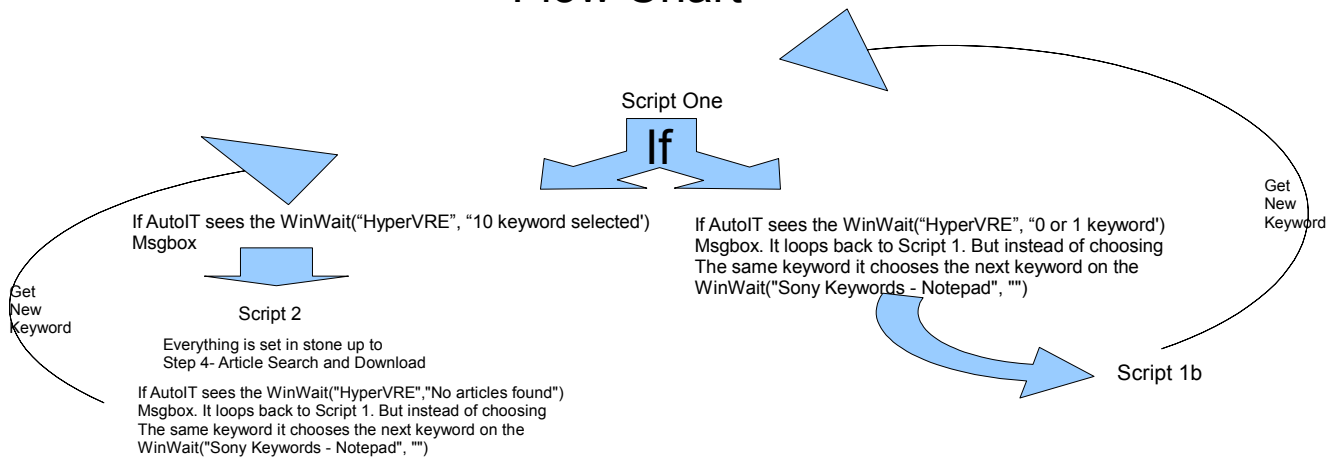 Flow Chart
Script One
If
If AutoIT sees the WinWait(“HyperVRE”, “10 keyword selected')
Msgbox
Get
New
Keyword
Script 2
Everything is set in stone up to
Step 4- Article Search and Download
If AutoIT sees the WinWait("HyperVRE","No articles found")
Msgbox. It loops back to Script 1. But instead of choosing
The same keyword it chooses the next keyword on the
WinWait("Sony Keywords - Notepad", "")
If AutoIT sees the WinWait(“HyperVRE”, “0 or 1 keyword')
Msgbox. It loops back to Script 1. But instead of choosing
The same keyword it chooses the next keyword on the
WinWait("Sony Keywords - Notepad", "")
Get
New
Keyword
Script 1b